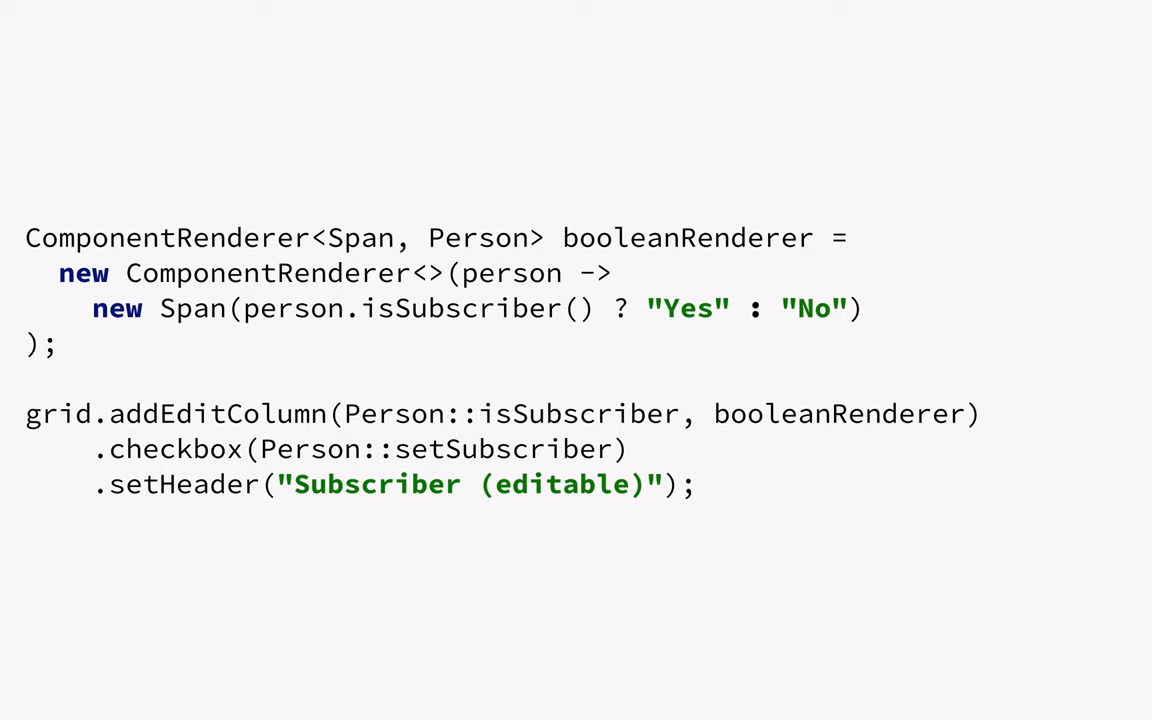 ComponentRenderer<Span, Person> booleanRenderer =
  new ComponentRenderer<>(person ->
    new Span(person.isSubscriber() ? "Yes" : "No")
);
grid.addEditColumn(Person::isSubscriber, booleanRenderer)
    .checkbox(Person::setSubscriber)
    .setHeader("Subscriber (editable)");